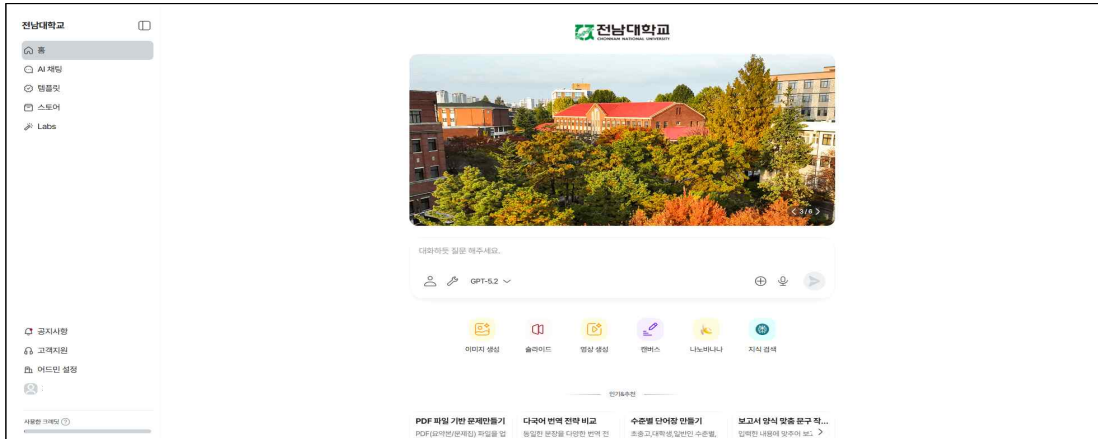 전남대학교
홈
AI 채팅
템플릿
스토어
Labs
공지사항
고객지원
어드민 설정
사용한 크레딧 ?
전남대학교
CHONNAM NATIONAL UNIVERSITY
< 3/6 >
대화하듯 질문 해주세요.
GPT-5.2
이미지 생성
슬라이드
영상 생성
캔버스
나노바나나
지식 검색
인기&추천
PDF 파일 기반 문제만들기
PDF(요약본/문제집) 파일을 업
다국어 번역 전략 비교
동일한 문장을 다양한 번역 전
수준별 단어장 만들기
초중고,대학생,일반인 수준별,
보고서 양식 맞춤 문구 작...
입력한 내용에 맞추어 보고